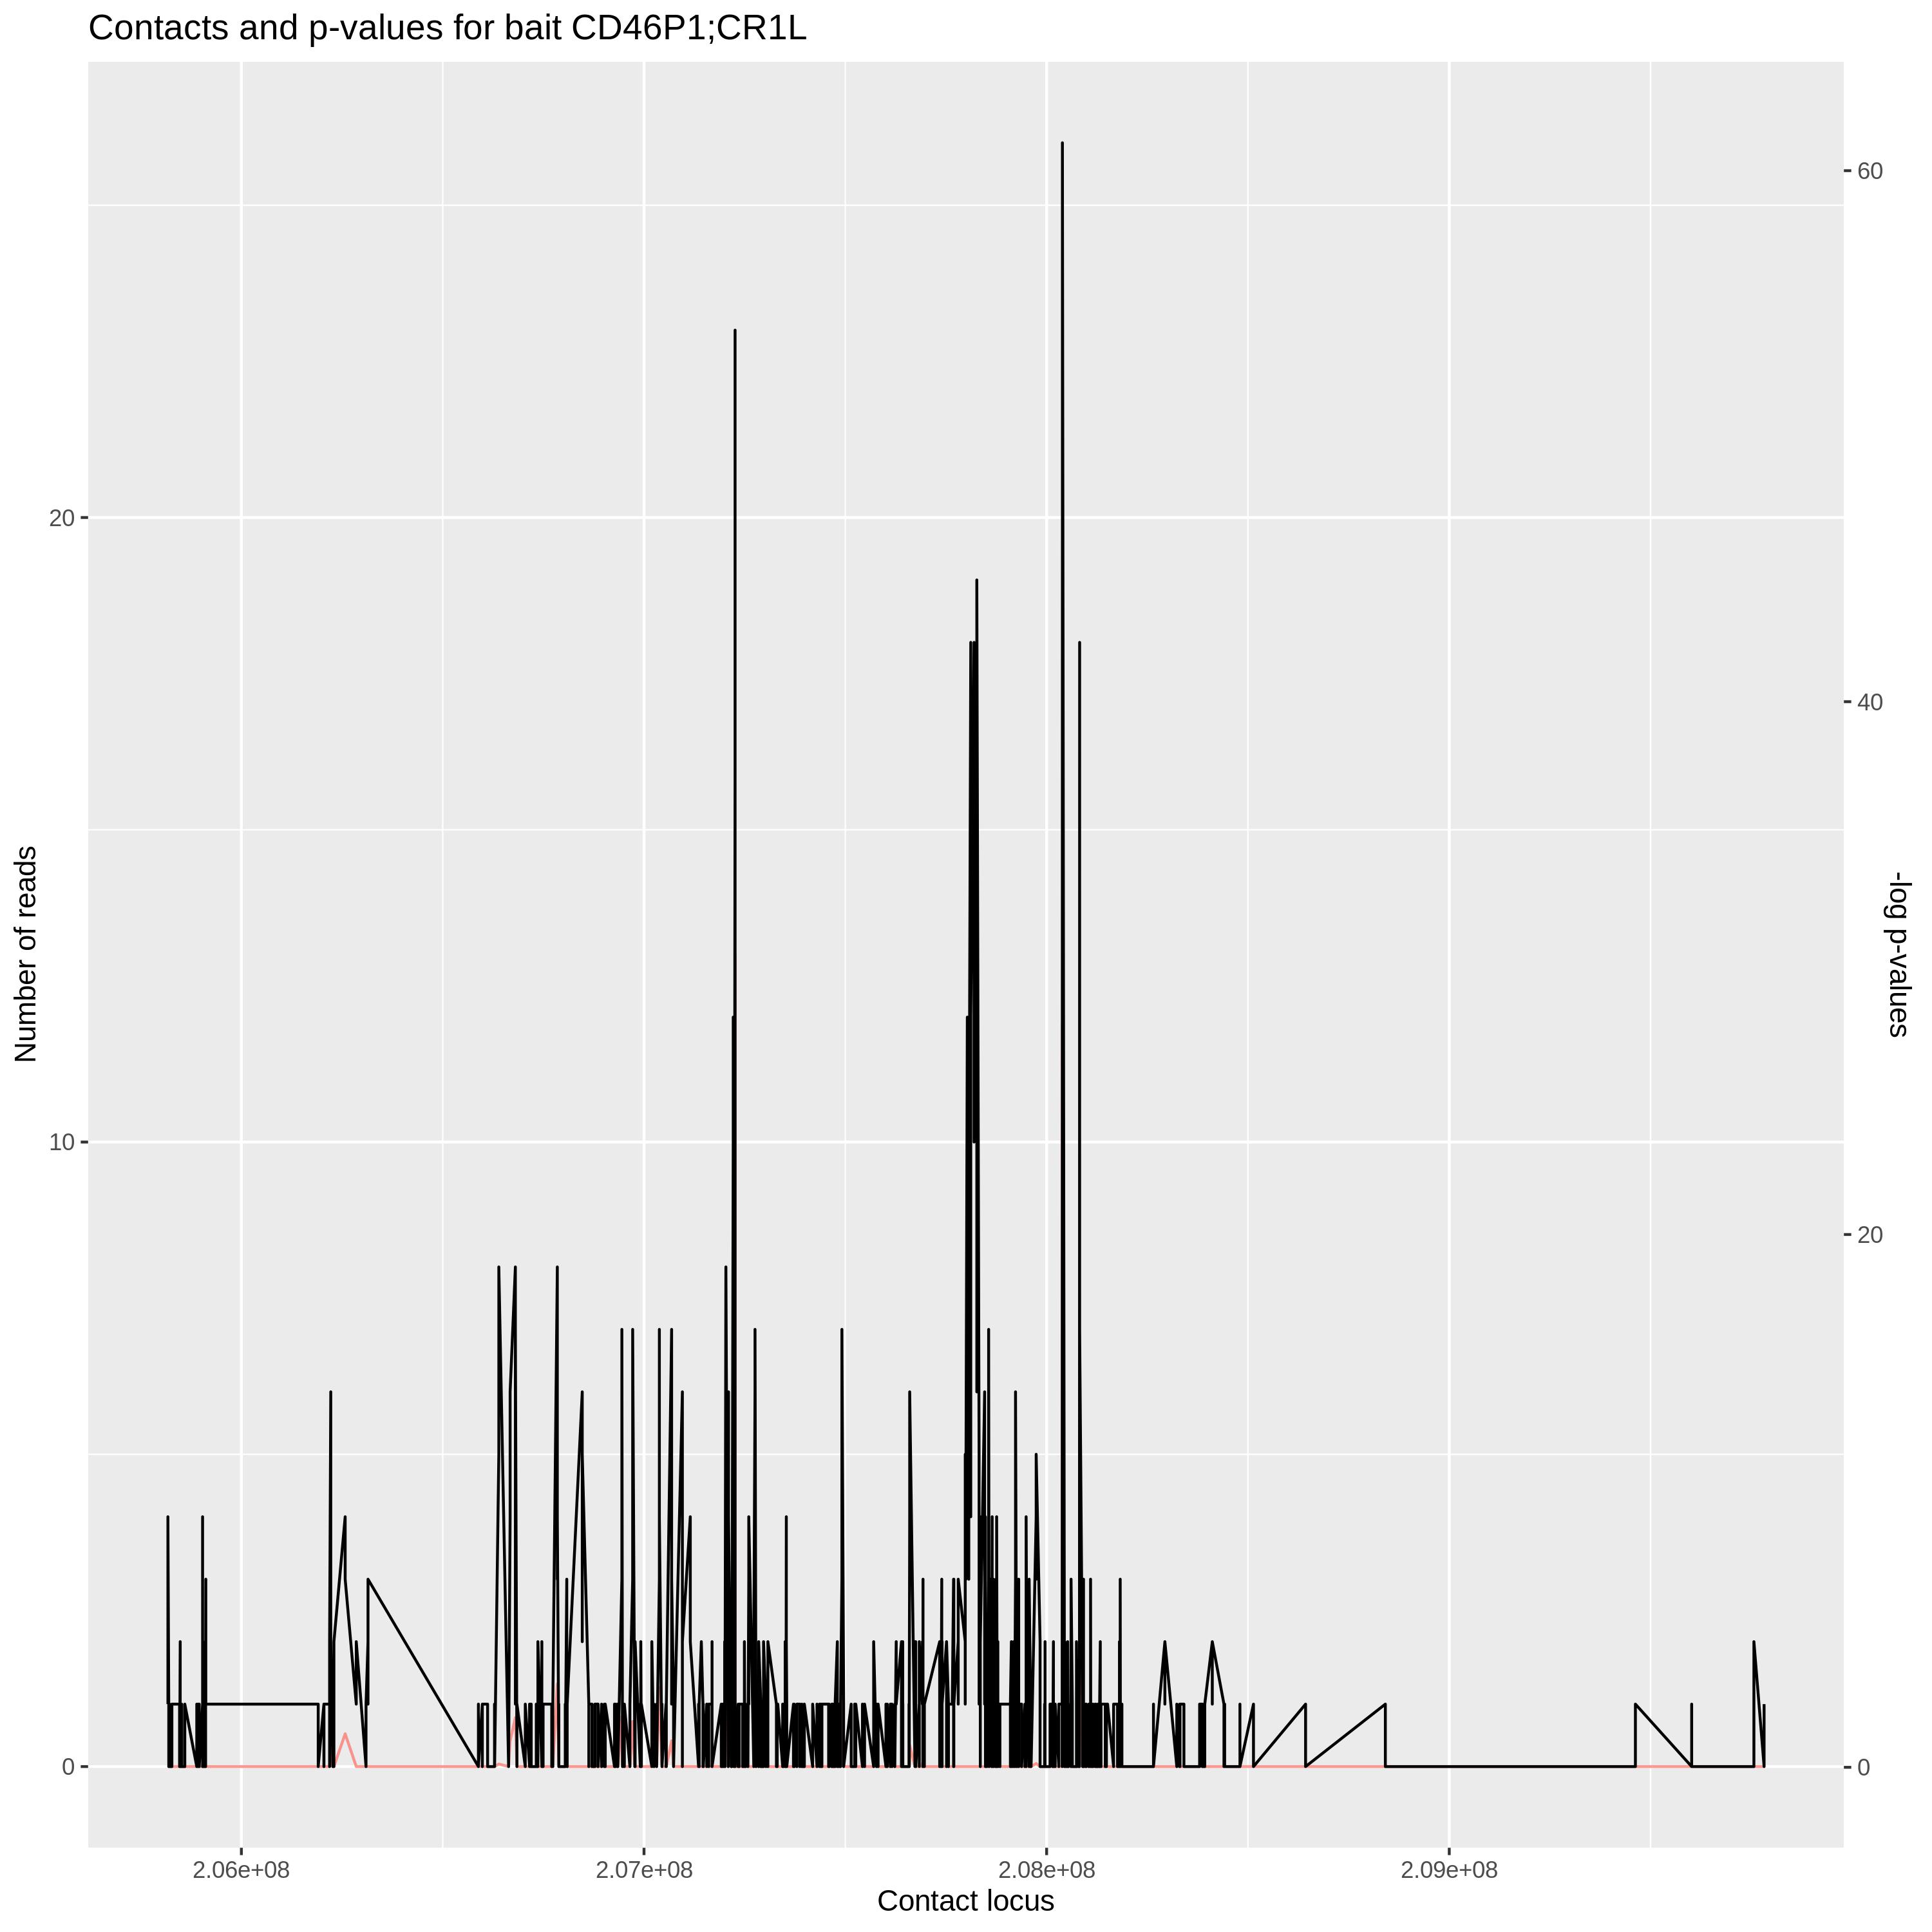 Contacts and p-values for bait CD46P1;CR1L
60
20
40
Number of reads
-log p-values
10
20
0
0
2.06e+08
2.07e+08
2.08e+08
2.09e+08
Contact locus